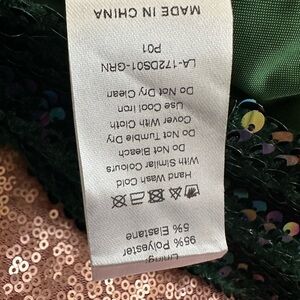 Lining:
95% Polyester
5% Elastane
Hand Wash Cold
With Similar Colours
Do Not Bleach
Do Not Tumble Dry
Cover With Cloth
Use Cool Iron
Do Not Dry Clean
LA-172DS01-GRN
P01
MADE IN CHINA